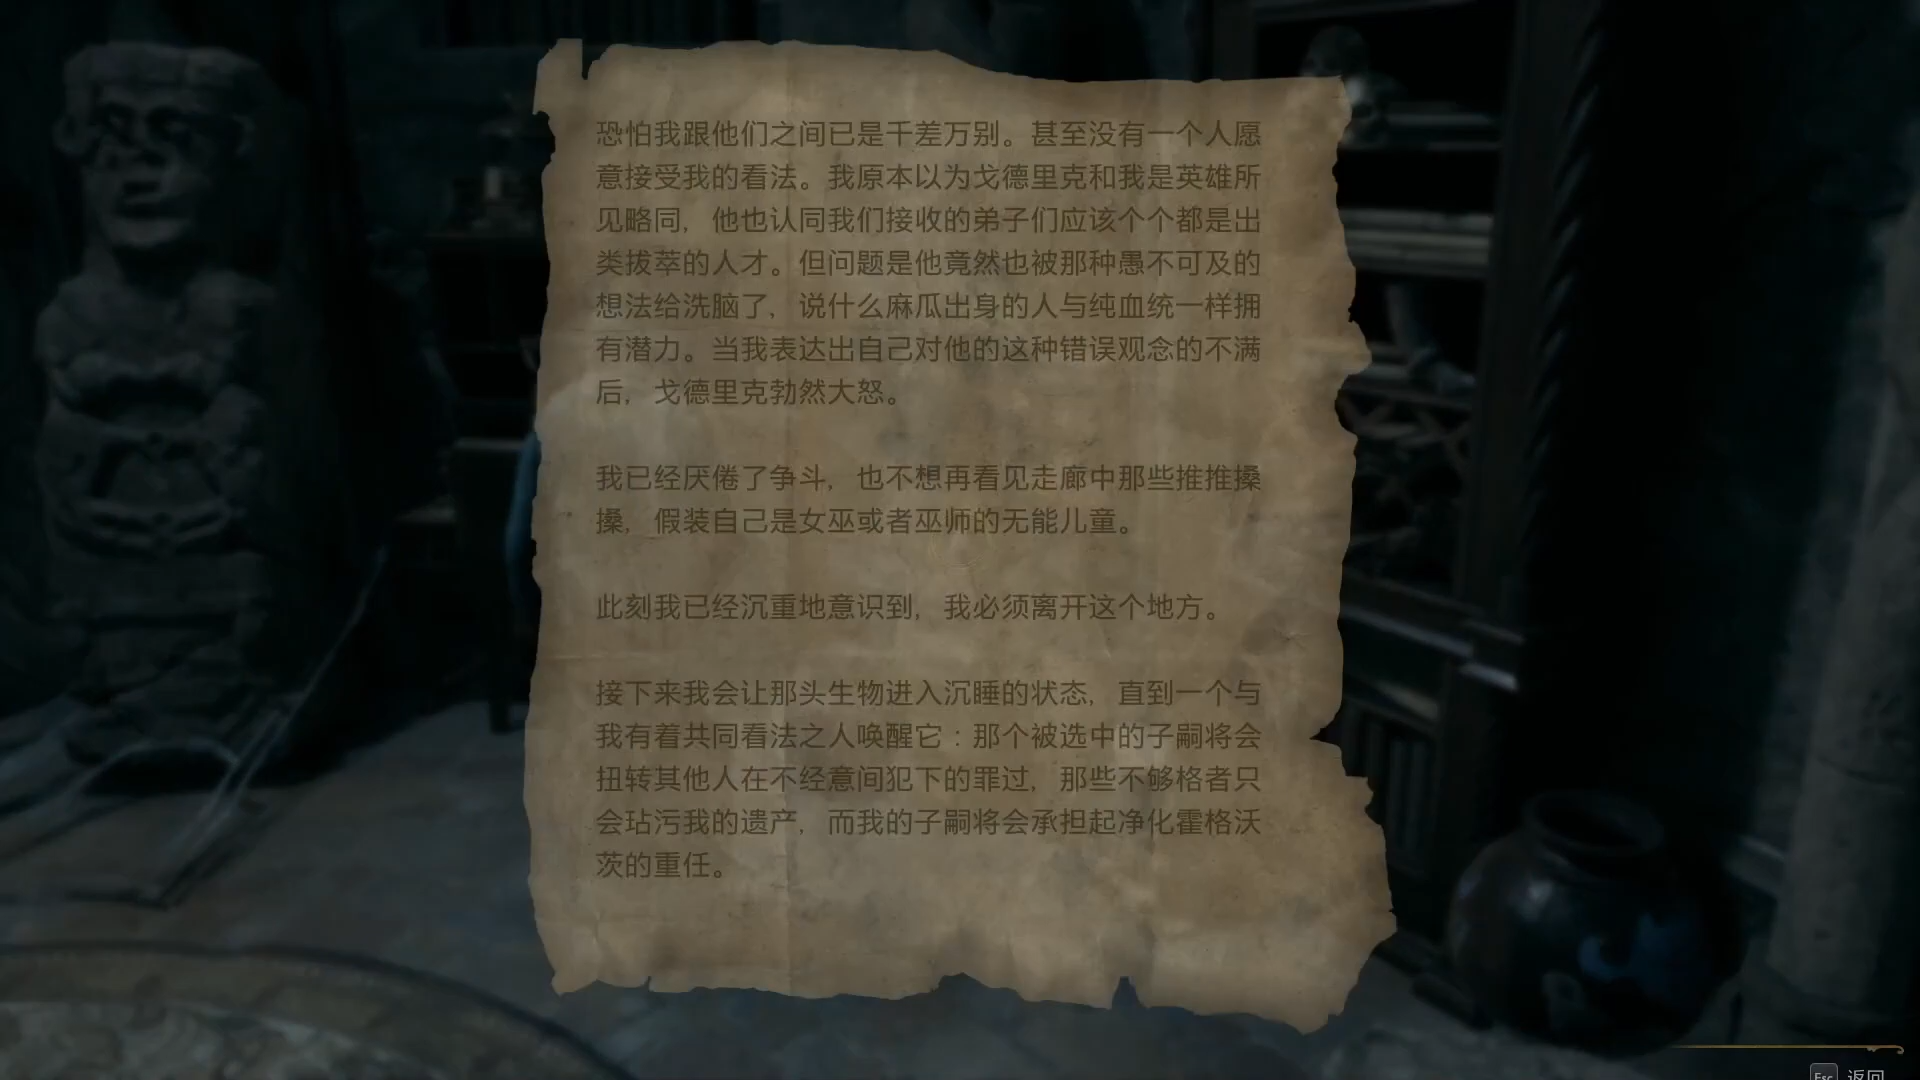 恐怕我跟他们之间已是千差万别。甚至没有一个人愿
意接受我的看法。我原本以为戈德里克和我是英雄所
见略同，他也认同我们接收的弟子们应该个个都是出
类拔萃的人才。但问题是他竟然也被那种愚不可及的
想法给洗脑了，说什么麻瓜出身的人与纯血统一样拥
有潜力。当我表达出自己对他的这种错误观念的不满
后，戈德里克勃然大怒。
我已经厌倦了争斗，也不想再看见走廊中那些推推搡
搡，假装自己是女巫或者巫师的无能儿童。
此刻我已经沉重地意识到，我必须离开这个地方。
接下来我会让那头生物进入沉睡的状态，直到一个与
我有着共同看法之人唤醒它：那个被选中的子嗣将会
扭转其他人在不经意间犯下的罪过，那些不够格者只
会玷污我的遗产，而我的子嗣将会承担起净化霍格沃
茨的重任。
Esc 返回